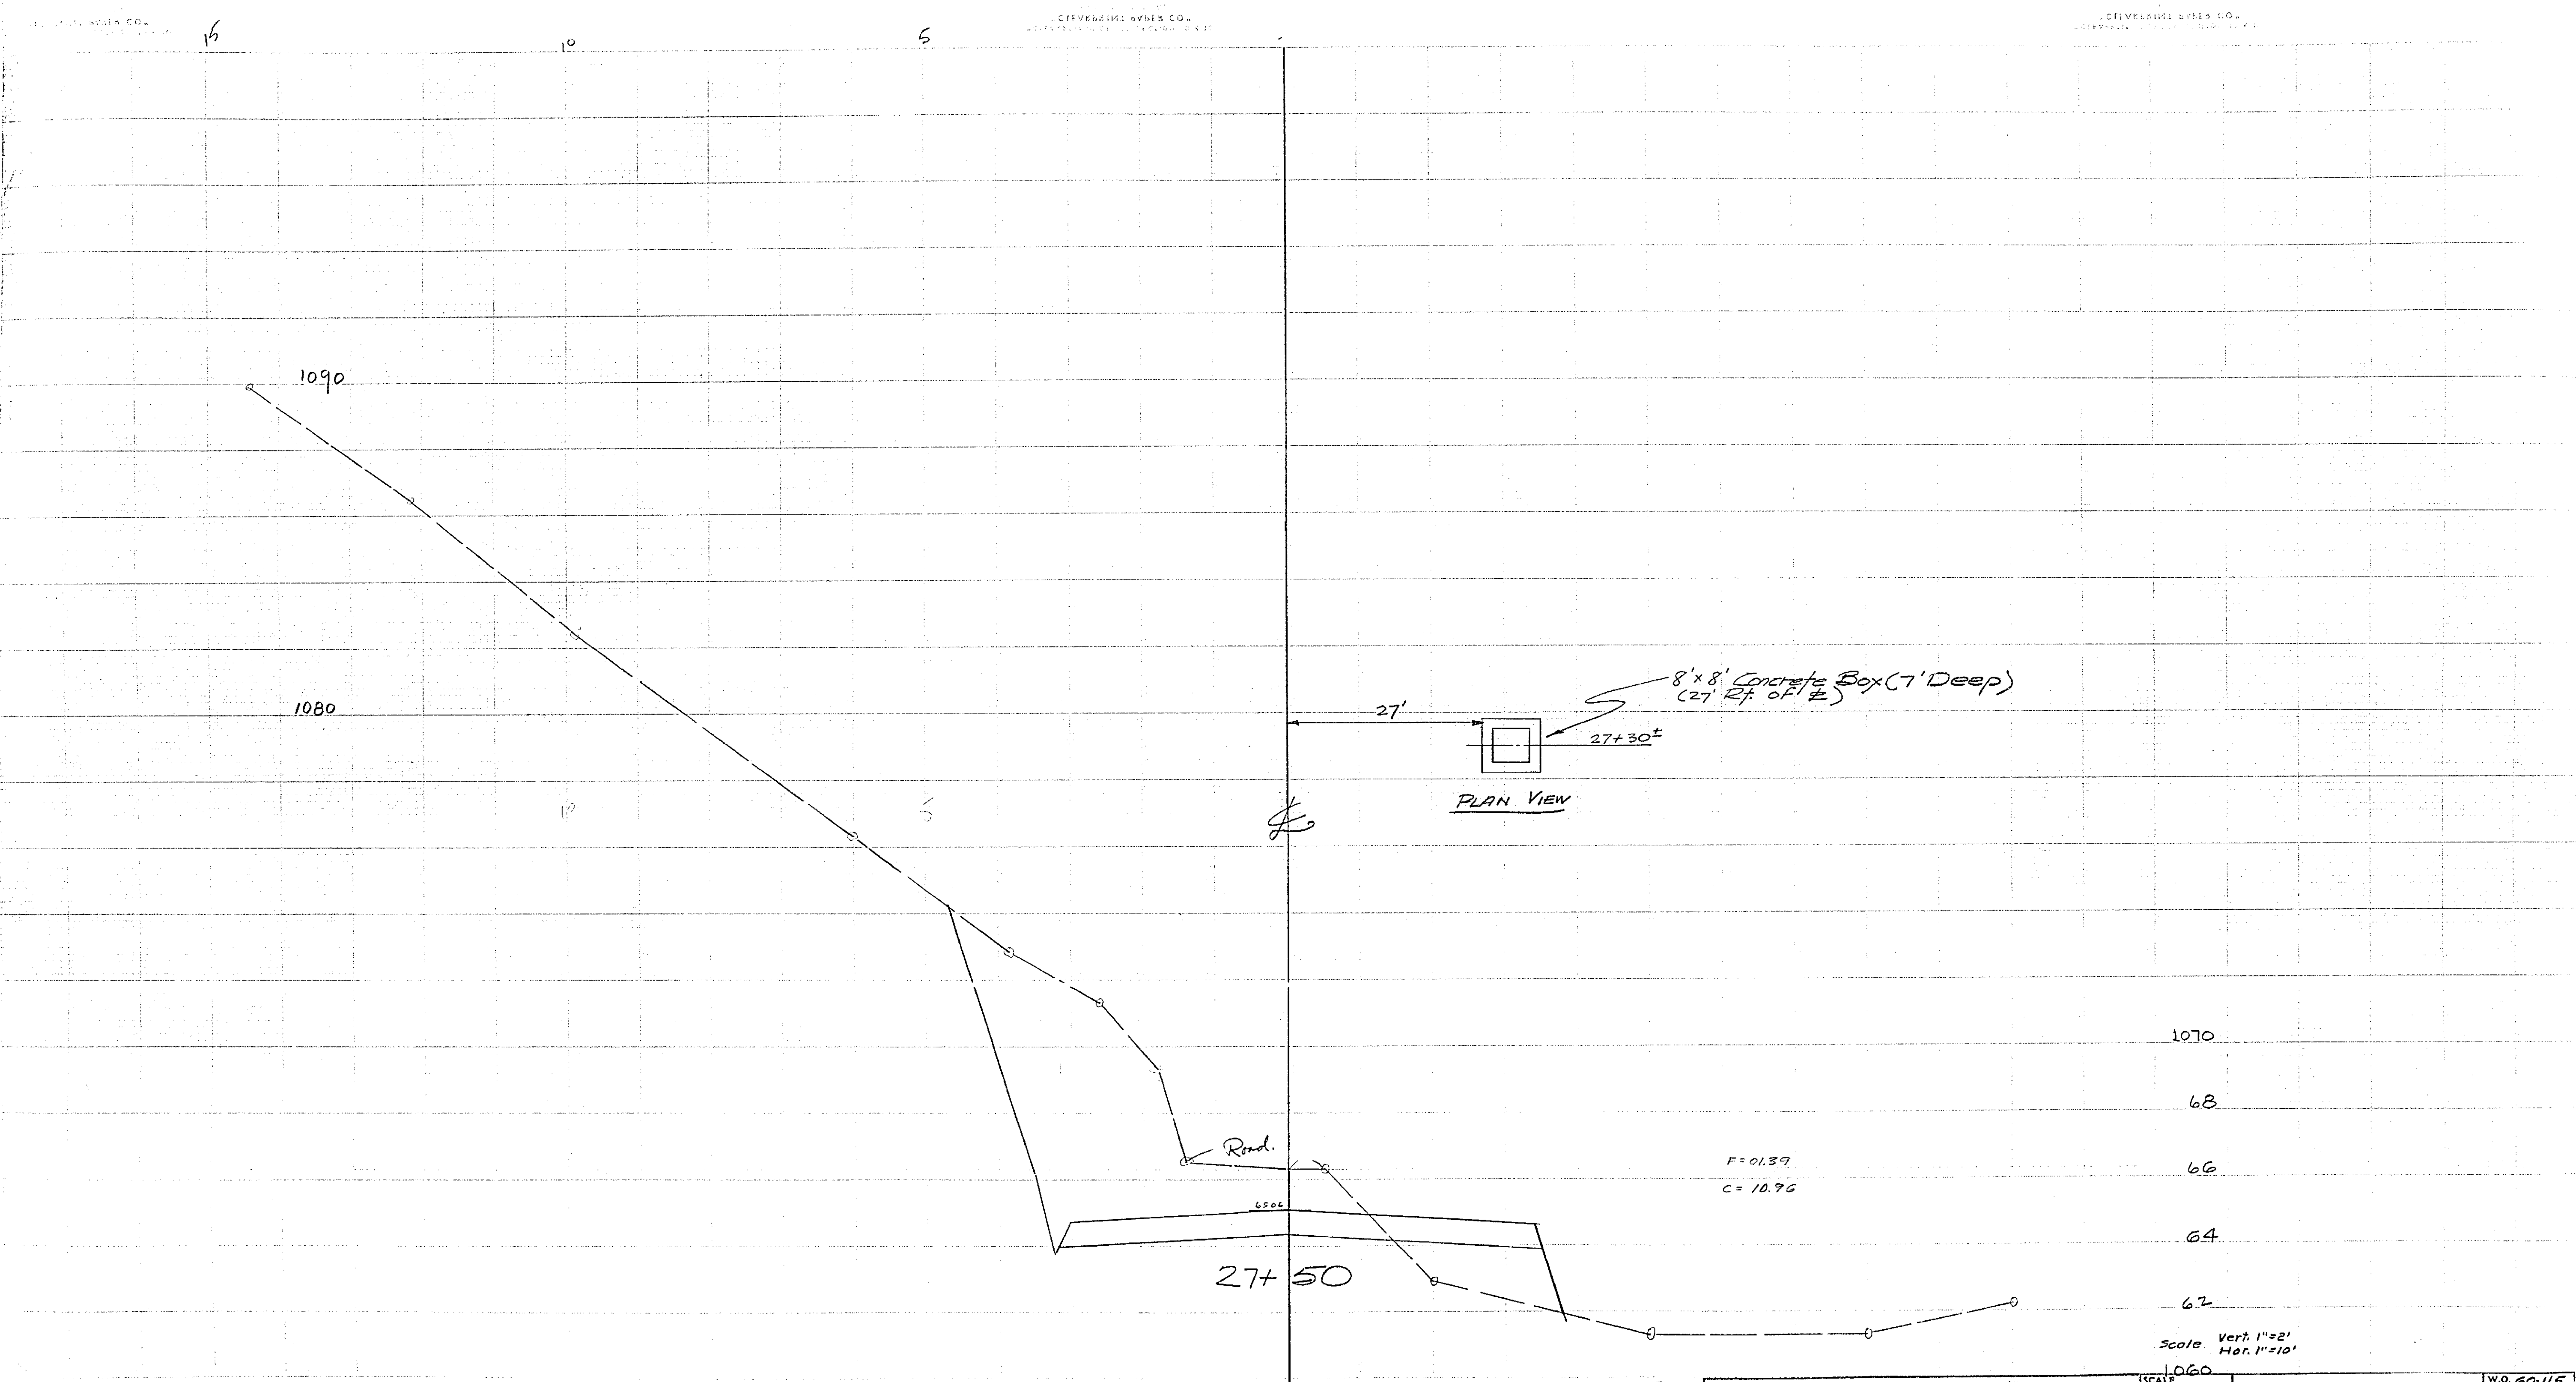 15 10 5
1090
8'x8' Concrete Box (7' Deep)
(27' Rt. of ℄)
1080
27'
27+30±
PLAN VIEW
10 5
℄
1070
68
Road.
F=01.39
66
C=10.96
6506
64
27+50
62
Scale Vert. 1"=2'
Hor. 1"=10'
1060
SCALE